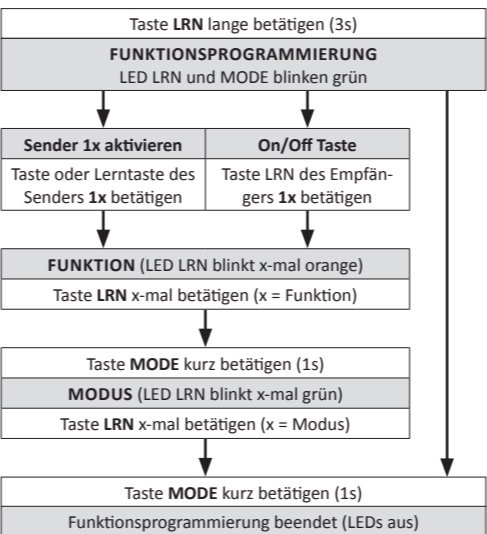 Taste LRN lange betätigen (3s)
FUNKTIONSPROGRAMMIERUNG
LED LRN und MODE blinken grün
Sender 1x aktivieren
Taste oder Lerntaste des
Senders 1x betätigen
On/Off Taste
Taste LRN des Empfän-
gers 1x betätigen
FUNKTION (LED LRN blinkt x-mal orange)
Taste LRN x-mal betätigen (x = Funktion)
Taste MODE kurz betätigen (1s)
MODUS (LED LRN blinkt x-mal grün)
Taste LRN x-mal betätigen (x = Modus)
Taste MODE kurz betätigen (1s)
Funktionsprogrammierung beendet (LEDs aus)